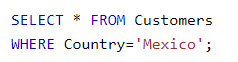 SELECT * FROM Customers
WHERE Country='Mexico';